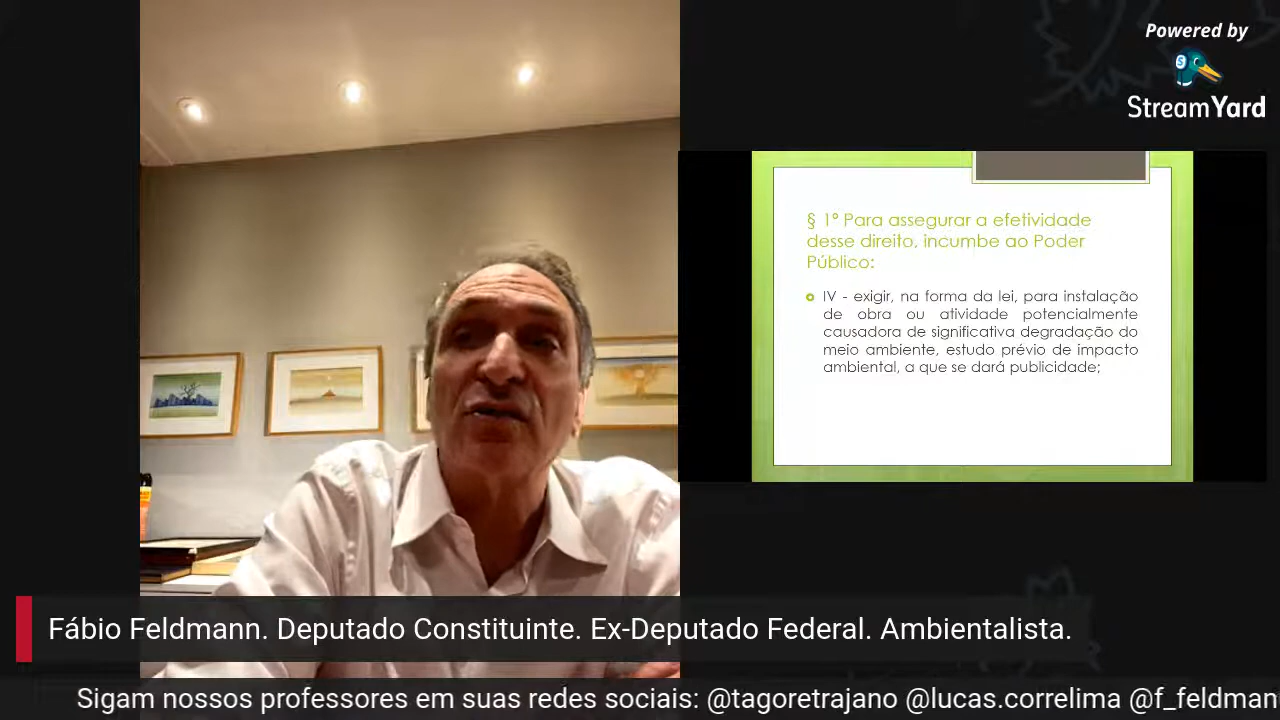 Powered by
StreamYard
§ 1º Para assegurar a efetividade
desse direito, incumbe ao Poder
Público:
IV - exigir, na forma da lei, para instalação
de obra ou atividade potencialmente
causadora de significativa degradação do
meio ambiente, estudo prévio de impacto
ambiental, a que se dará publicidade;
Fábio Feldmann. Deputado Constituinte. Ex-Deputado Federal. Ambientalista.
Sigam nossos professores em suas redes sociais: @tagoretrajano @lucas.correlima @f_feldman